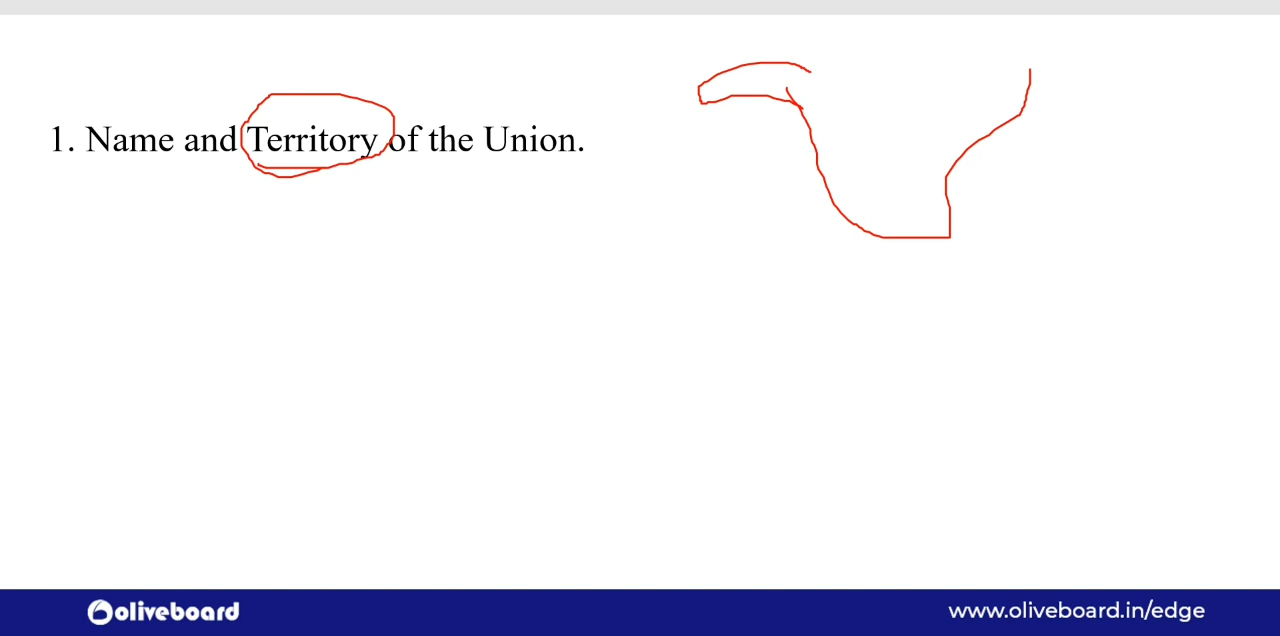 1. Name and Territory of the Union.
oliveboard
www.oliveboard.in/edge